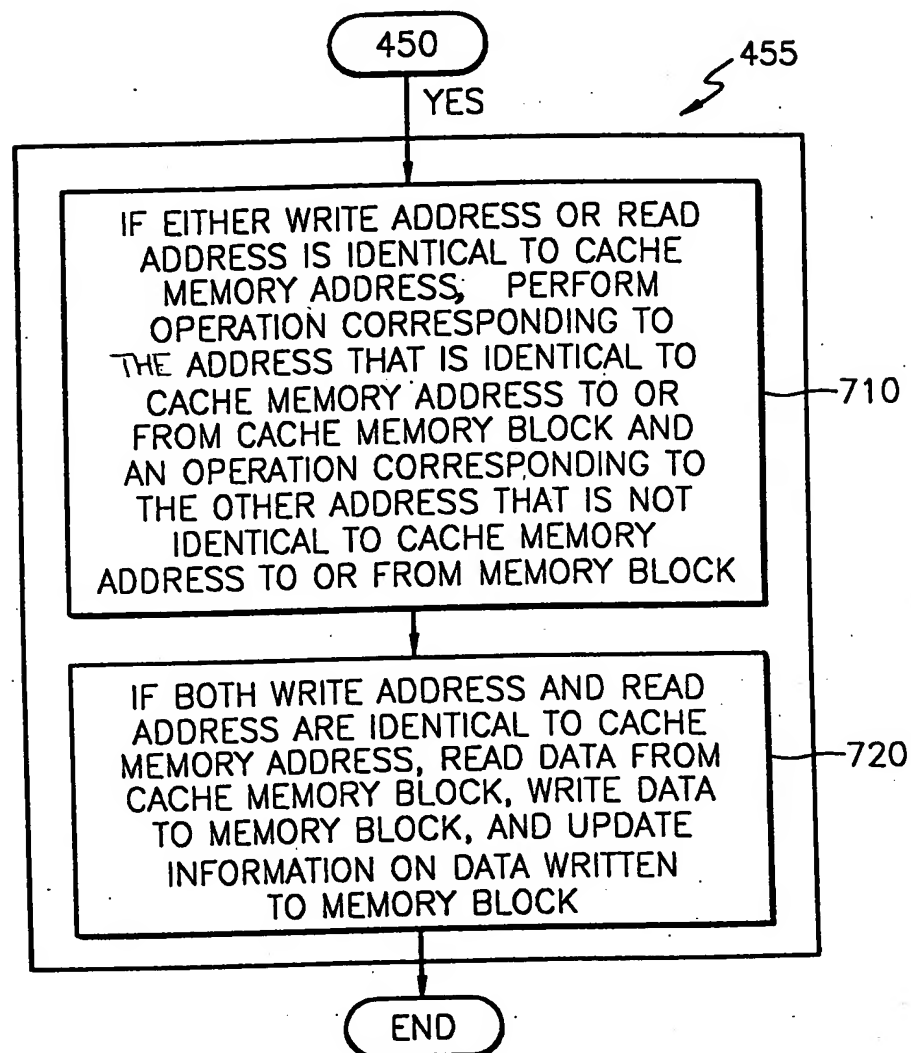 450
455
YES
IF EITHER WRITE ADDRESS OR READ
ADDRESS IS IDENTICAL TO CACHE
MEMORY ADDRESS, PERFORM
OPERATION CORRESPONDING TO
THE ADDRESS THAT IS IDENTICAL TO
CACHE MEMORY ADDRESS TO OR
FROM CACHE MEMORY BLOCK AND
AN OPERATION CORRESPONDING TO
THE OTHER ADDRESS THAT IS NOT
IDENTICAL TO CACHE MEMORY
ADDRESS TO OR FROM MEMORY BLOCK
710
IF BOTH WRITE ADDRESS AND READ
ADDRESS ARE IDENTICAL TO CACHE
MEMORY ADDRESS, READ DATA FROM
CACHE MEMORY BLOCK, WRITE DATA
TO MEMORY BLOCK, AND UPDATE
INFORMATION ON DATA WRITTEN
TO MEMORY BLOCK
720
END